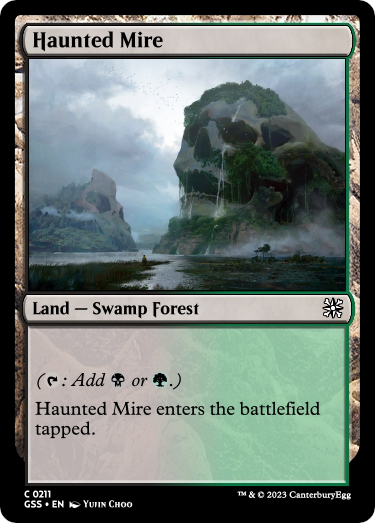 Haunted Mire
Land — Swamp Forest
(: Add or .)
Haunted Mire enters the battlefield
tapped.
C 0211
GSS • EN Yujin Choo
™ & © 2023 CanterburyEgg